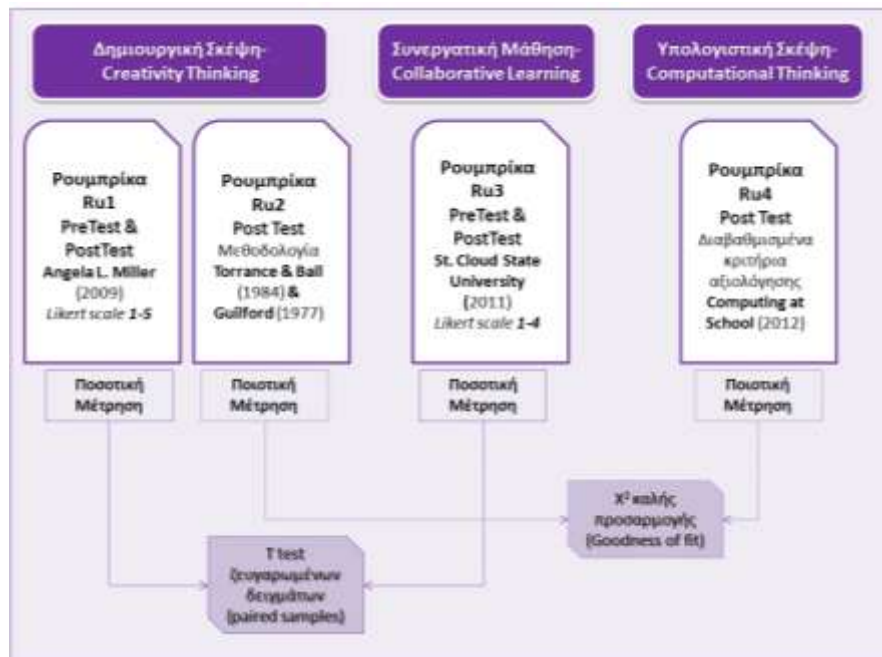 Δημιουργική Σκέψη-
Creativity Thinking
Συνεργατική Μάθηση-
Collaborative Learning
Υπολογιστική Σκέψη-
Computational Thinking
Ρουμπρίκα
Ru1
PreTest &
PostTest
Angela L. Miller
(2009)
Likert scale 1-5
Ρουμπρίκα
Ru2
Post Test
Μεθοδολογία
Torrance & Ball
(1984) &
Guilford (1977)
Ρουμπρίκα
Ru3
PreTest &
PostTest
St. Cloud State
University
(2011)
Likert scale 1-4
Ρουμπρίκα
Ru4
Post Test
Διαβαθμισμένα
κριτήρια
αξιολόγησης
Computing at
School (2012)
Ποσοτική
Μέτρηση
Ποιοτική
Μέτρηση
Ποσοτική
Μέτρηση
Ποιοτική
Μέτρηση
X² καλής
προσαρμογής
(Goodness of fit)
T test
ζευγαρωμένων
δειγμάτων
(paired samples)